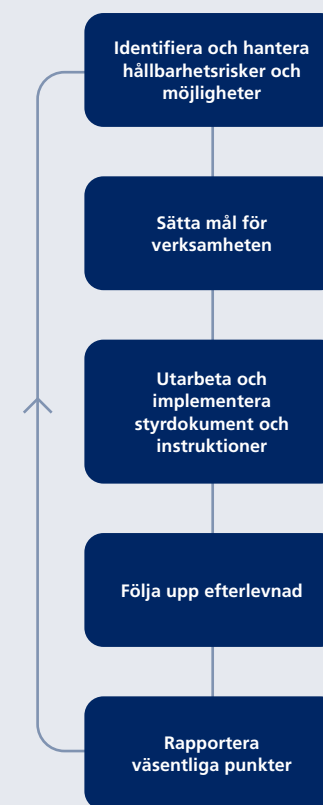 Identifiera och hantera
hållbarhetsrisker och
möjligheter
Sätta mål för
verksamheten
Utarbeta och
implementera
styrdokument och
instruktioner
Följa upp efterlevnad
Rapportera
väsentliga punkter